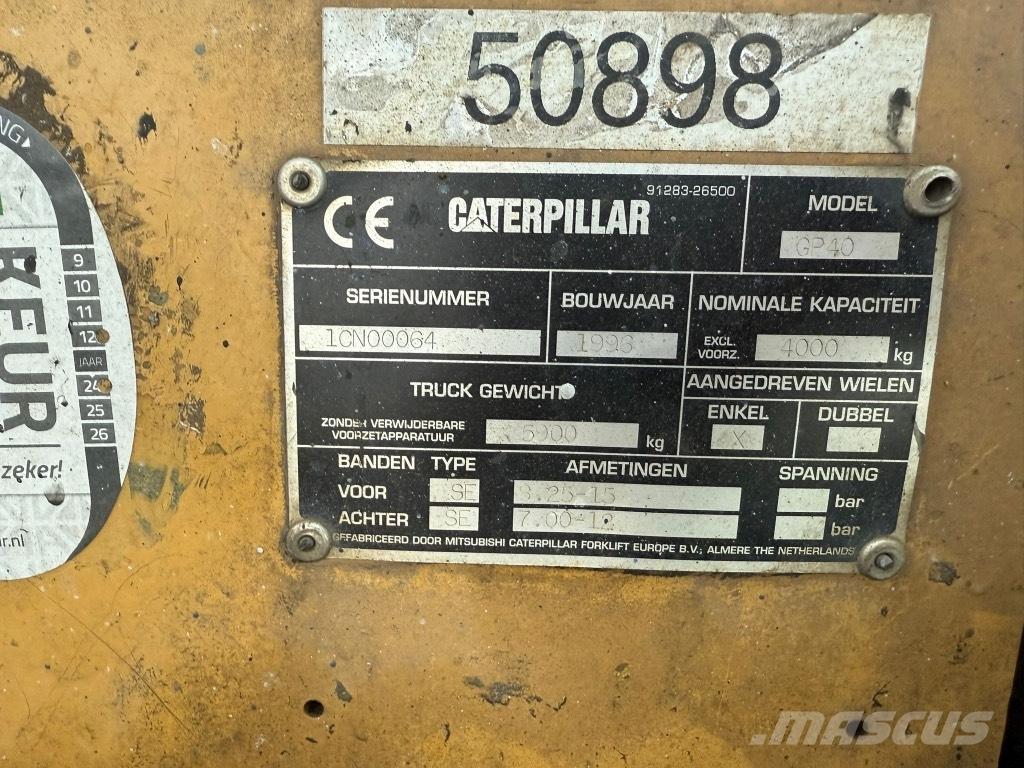 50898
91283-26500
CE CATERPILLAR
MODEL
GP40
SERIENUMMER
1CN00064
BOUWJAAR
1996
NOMINALE KAPACITEIT
EXCL. VOORZ. 4000 kg
TRUCK GEWICHT
ZONDER VERWIJDERBARE
VOORZETAPPARATUUR 5900 kg
AANGEDREVEN WIELEN
ENKEL DUBBEL
X
BANDEN TYPE AFMETINGEN SPANNING
VOOR SE 8.25-15 bar
ACHTER SE 7.00-12 bar
GEFABRICEERD DOOR MITSUBISHI CATERPILLAR FORKLIFT EUROPE B.V., ALMERE THE NETHERLANDS
KEUR
9
10
11
12
JAAR
24
25
26
mascus